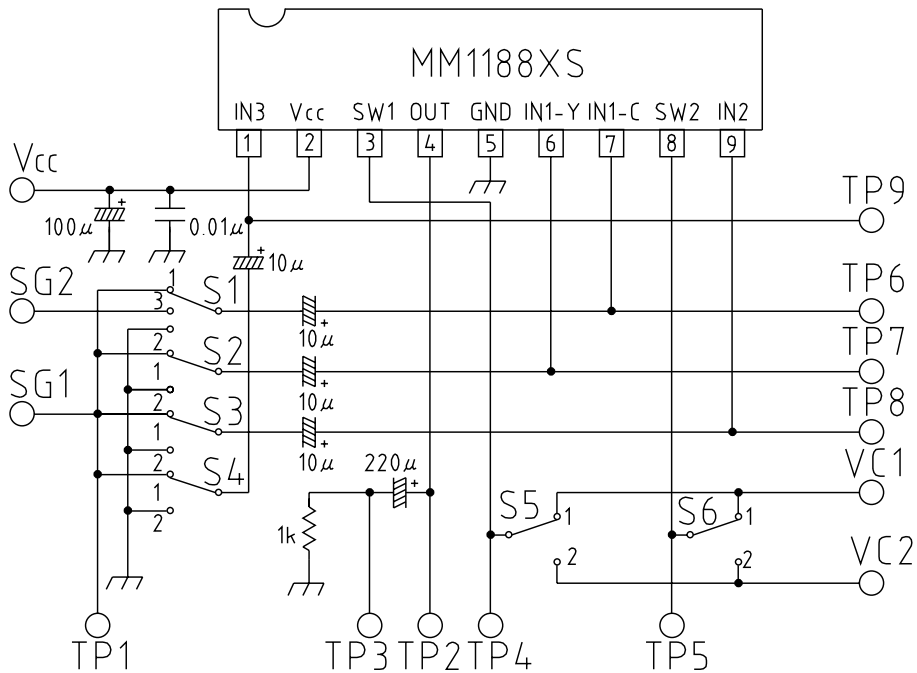 MM1188XS
IN3 Vcc SW1 OUT GND IN1-Y IN1-C SW2 IN2
1 2 3 4 5 6 7 8 9
Vcc
TP9
100μ + 0.01μ
+ 10μ
SG2 1 S1 TP6
3
+
10μ
2 S2 TP7
1
+
10μ
SG1 2 S3 TP8
1
+
10μ
2 S4 220μ VC1
1 +
S5 1 S6 1
2
1k
2 2 VC2
TP1 TP3 TP2 TP4 TP5